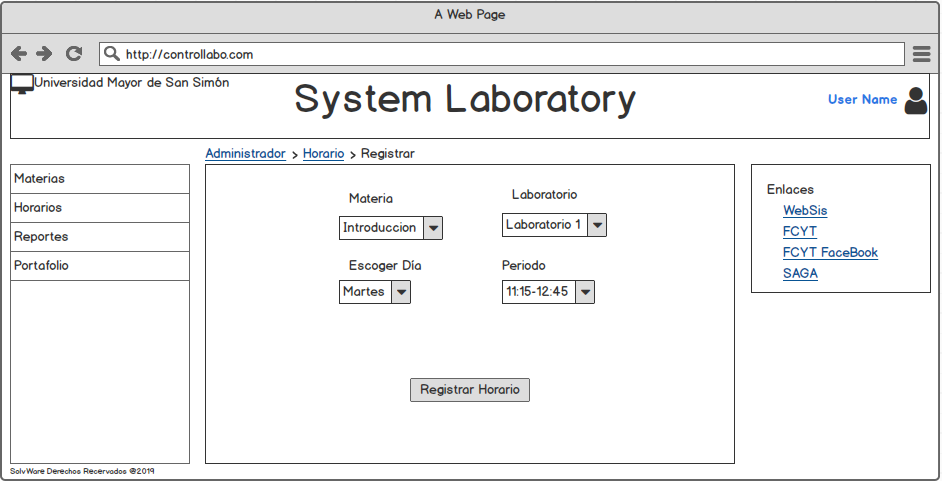 A Web Page
http://controllabo.com
Universidad Mayor de San Simón
System Laboratory
User Name
Administrador > Horario > Registrar
Materias
Horarios
Reportes
Portafolio
Materia
Laboratorio
Introduccion
Laboratorio 1
Escoger Día
Periodo
Martes
11:15-12:45
Registrar Horario
Enlaces
WebSis
FCYT
FCYT FaceBook
SAGA
SolvWare Derechos Recervados @2019